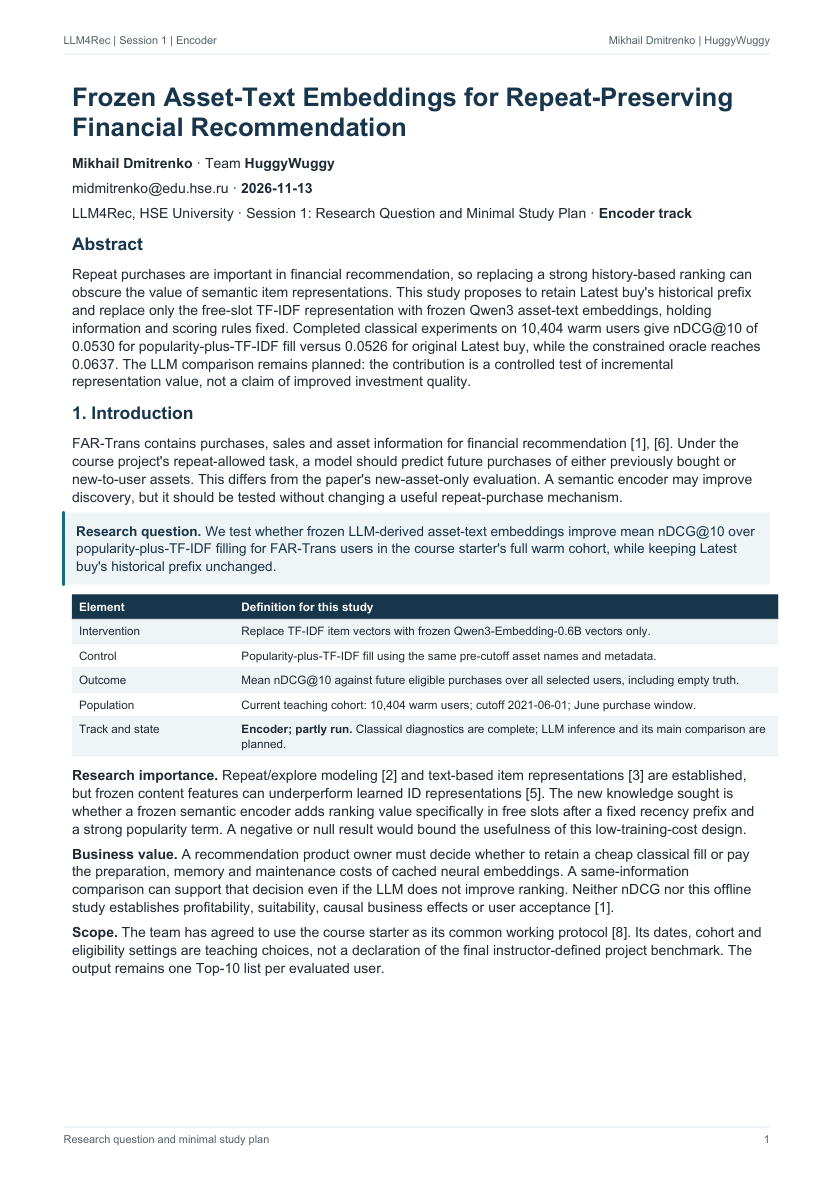 LLM4Rec | Session 1 | Encoder
Mikhail Dmitrenko | HuggyWuggy
Frozen Asset-Text Embeddings for Repeat-Preserving
Financial Recommendation
Mikhail Dmitrenko · Team HuggyWuggy
midmitrenko@edu.hse.ru · 2026-11-13
LLM4Rec, HSE University · Session 1: Research Question and Minimal Study Plan · Encoder track
Abstract
Repeat purchases are important in financial recommendation, so replacing a strong history-based ranking can
obscure the value of semantic item representations. This study proposes to retain Latest buy's historical prefix
and replace only the free-slot TF-IDF representation with frozen Qwen3 asset-text embeddings, holding
information and scoring rules fixed. Completed classical experiments on 10,404 warm users give nDCG@10 of
0.0530 for popularity-plus-TF-IDF fill versus 0.0526 for original Latest buy, while the constrained oracle reaches
0.0637. The LLM comparison remains planned: the contribution is a controlled test of incremental
representation value, not a claim of improved investment quality.
1. Introduction
FAR-Trans contains purchases, sales and asset information for financial recommendation [1], [6]. Under the
course project's repeat-allowed task, a model should predict future purchases of either previously bought or
new-to-user assets. This differs from the paper's new-asset-only evaluation. A semantic encoder may improve
discovery, but it should be tested without changing a useful repeat-purchase mechanism.
Research question. We test whether frozen LLM-derived asset-text embeddings improve mean nDCG@10 over
popularity-plus-TF-IDF filling for FAR-Trans users in the course starter's full warm cohort, while keeping Latest
buy's historical prefix unchanged.
Element Definition for this study
Intervention Replace TF-IDF item vectors with frozen Qwen3-Embedding-0.6B vectors only.
Control Popularity-plus-TF-IDF fill using the same pre-cutoff asset names and metadata.
Outcome Mean nDCG@10 against future eligible purchases over all selected users, including empty truth.
Population Current teaching cohort: 10,404 warm users; cutoff 2021-06-01; June purchase window.
Track and state Encoder; partly run. Classical diagnostics are complete; LLM inference and its main comparison are
planned.
Research importance. Repeat/explore modeling [2] and text-based item representations [3] are established,
but frozen content features can underperform learned ID representations [5]. The new knowledge sought is
whether a frozen semantic encoder adds ranking value specifically in free slots after a fixed recency prefix and
a strong popularity term. A negative or null result would bound the usefulness of this low-training-cost design.
Business value. A recommendation product owner must decide whether to retain a cheap classical fill or pay
the preparation, memory and maintenance costs of cached neural embeddings. A same-information
comparison can support that decision even if the LLM does not improve ranking. Neither nDCG nor this offline
study establishes profitability, suitability, causal business effects or user acceptance [1].
Scope. The team has agreed to use the course starter as its common working protocol [8]. Its dates, cohort and
eligibility settings are teaching choices, not a declaration of the final instructor-defined project benchmark. The
output remains one Top-10 list per evaluated user.
Research question and minimal study plan
1